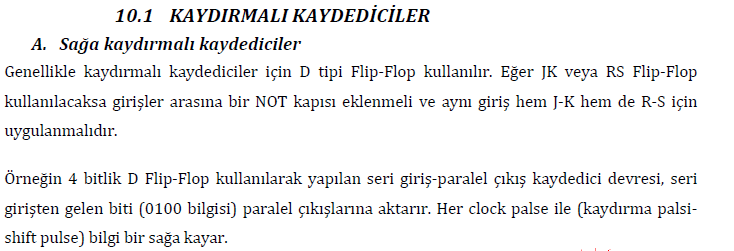 10.1 KAYDIRMALI KAYDEDİCİLER
A. Sağa kaydırmalı kaydediciler
Genellikle kaydırmalı kaydediciler için D tipi Flip-Flop kullanılır. Eğer JK veya RS Flip-Flop
kullanılacaksa girişler arasına bir NOT kapısı eklenmeli ve aynı giriş hem J-K hem de R-S için
uygulanmalıdır.
Örneğin 4 bitlik D Flip-Flop kullanılarak yapılan seri giriş-paralel çıkış kaydedici devresi, seri
girişten gelen biti (0100 bilgisi) paralel çıkışlarına aktarır. Her clock palse ile (kaydırma palsi-
shift pulse) bilgi bir sağa kayar.